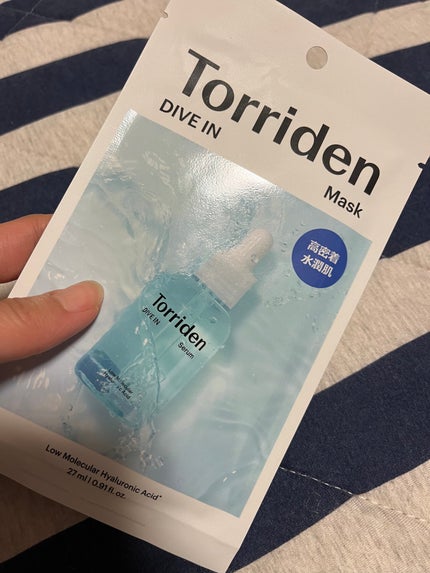 Torriden
DIVE IN
Mask
高密着
水潤肌
Torriden
DIVE IN
Serum
Low Molecular Hyaluronic Acid*
27 ml | 0.91 fl. oz.